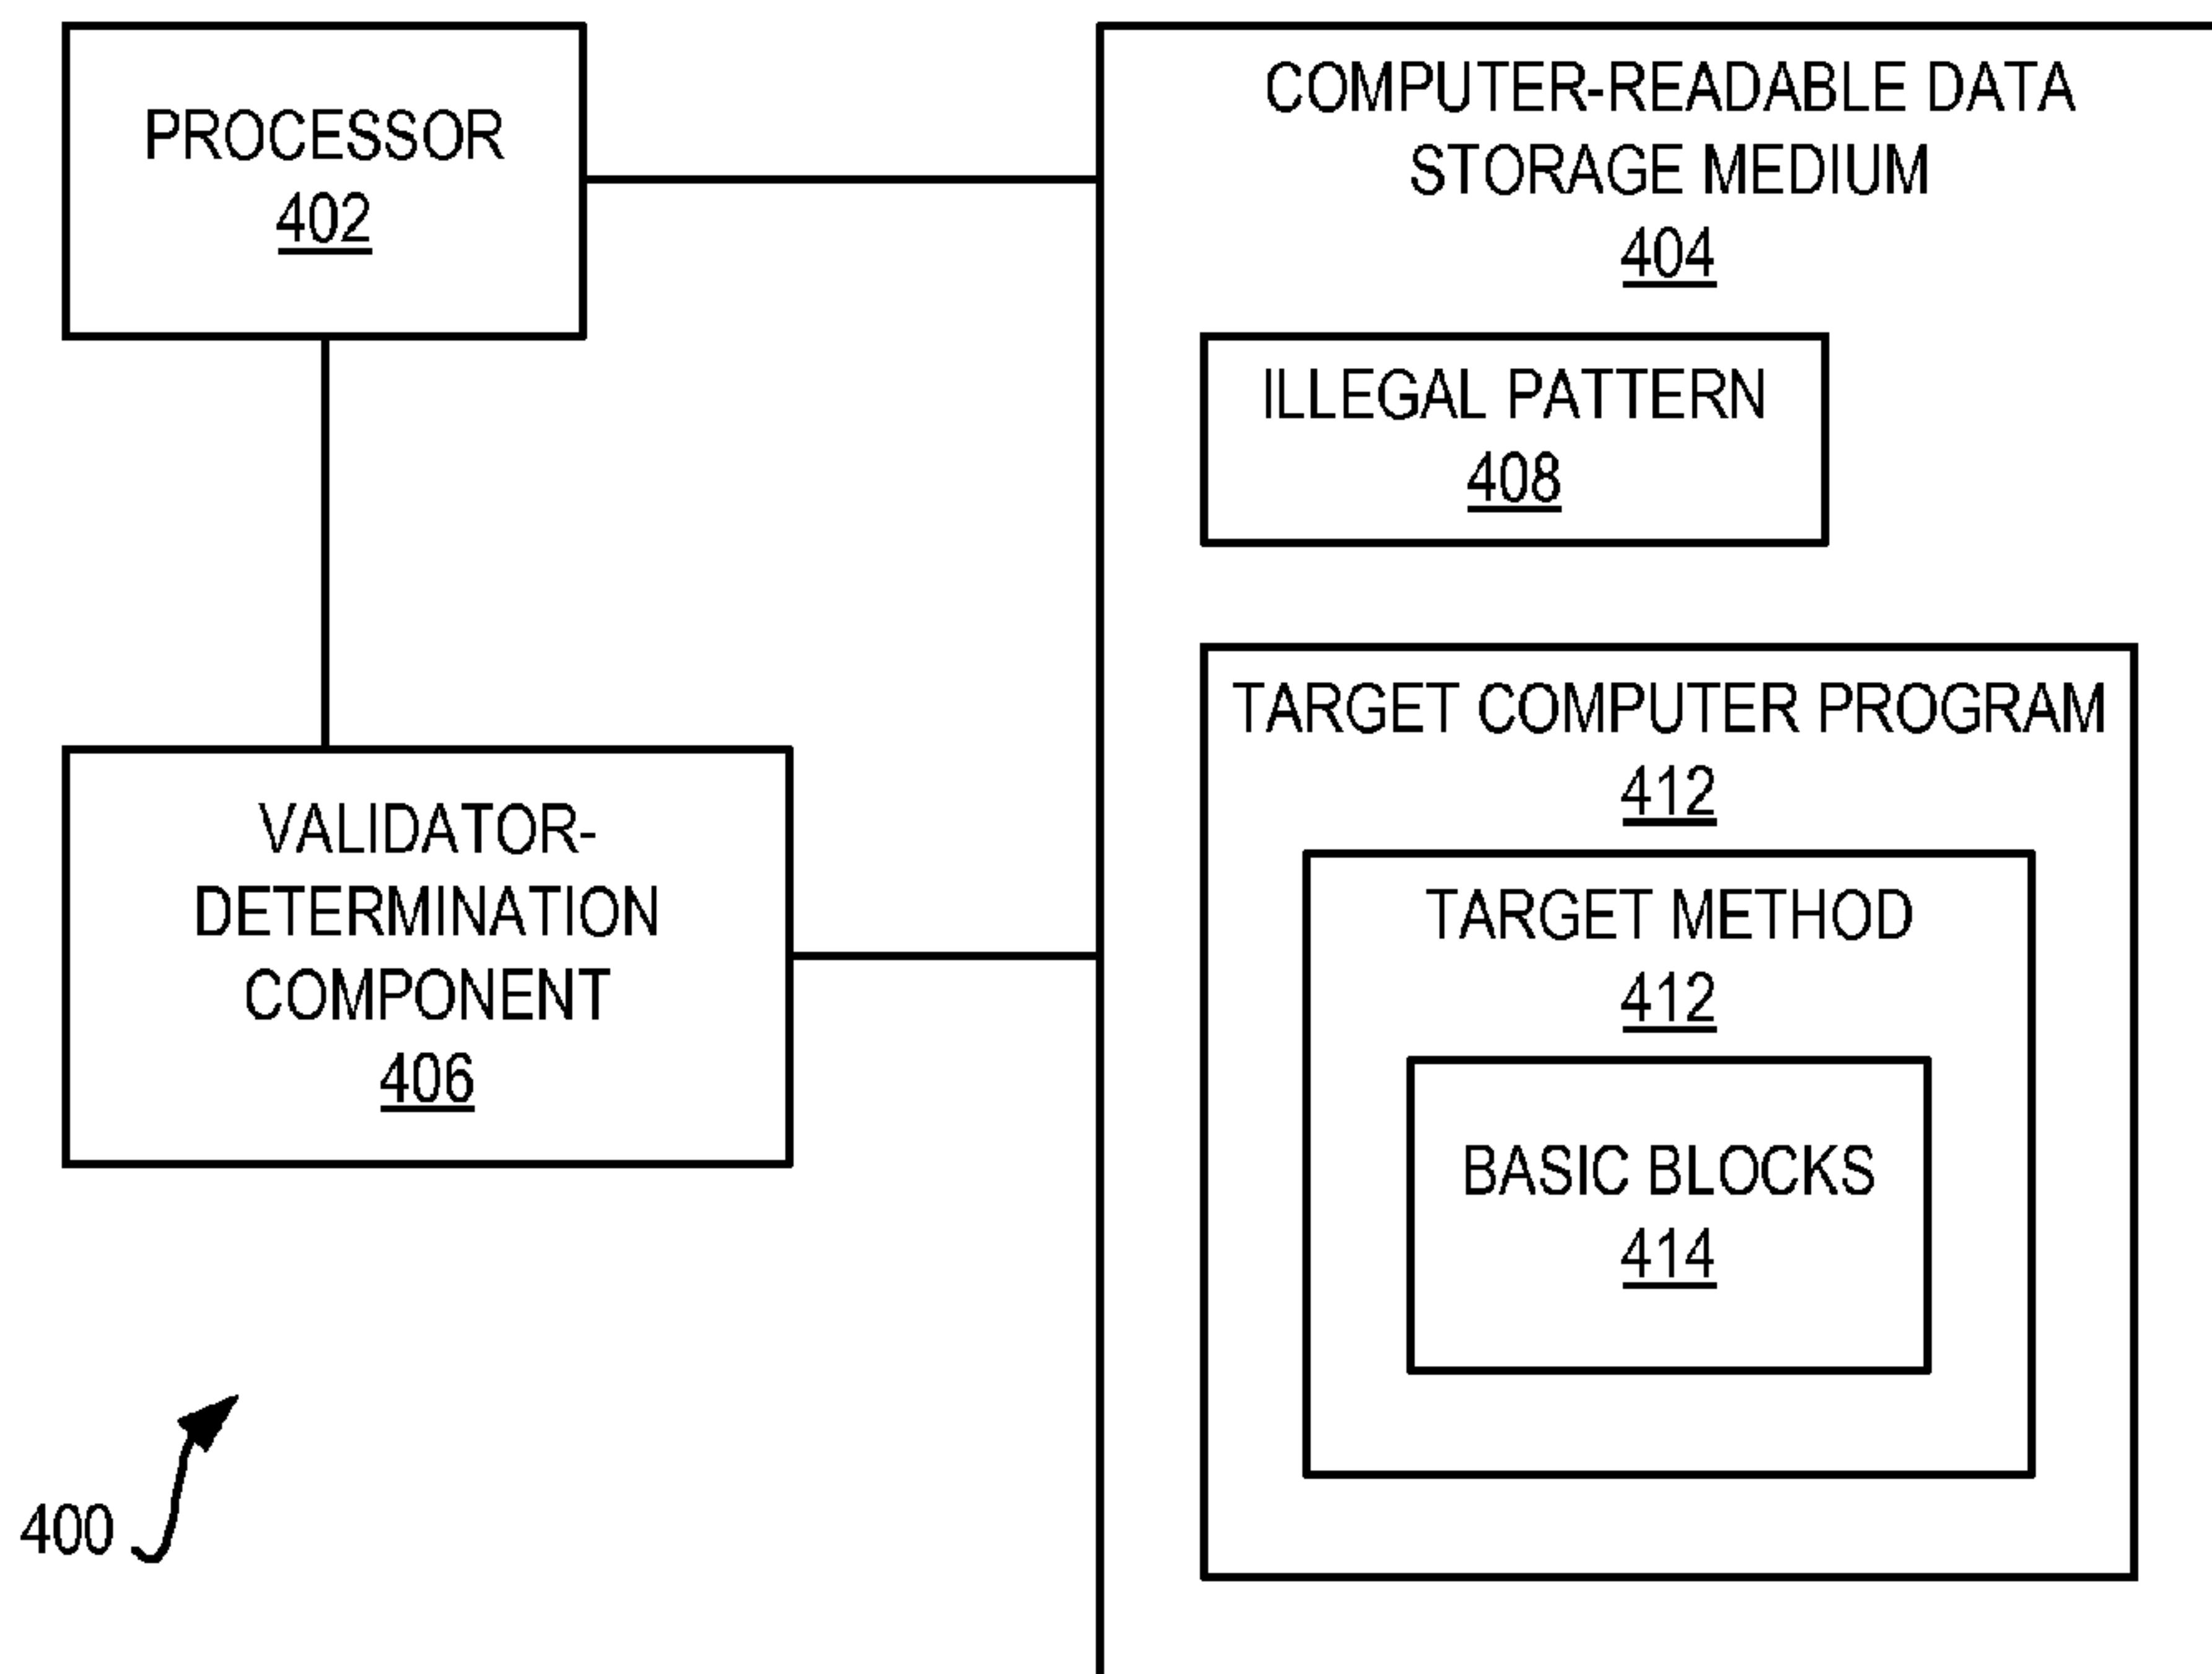 PROCESSOR
402
COMPUTER-READABLE DATA
STORAGE MEDIUM
404
ILLEGAL PATTERN
408
TARGET COMPUTER PROGRAM
412
TARGET METHOD
412
BASIC BLOCKS
414
VALIDATOR-
DETERMINATION
COMPONENT
406
400